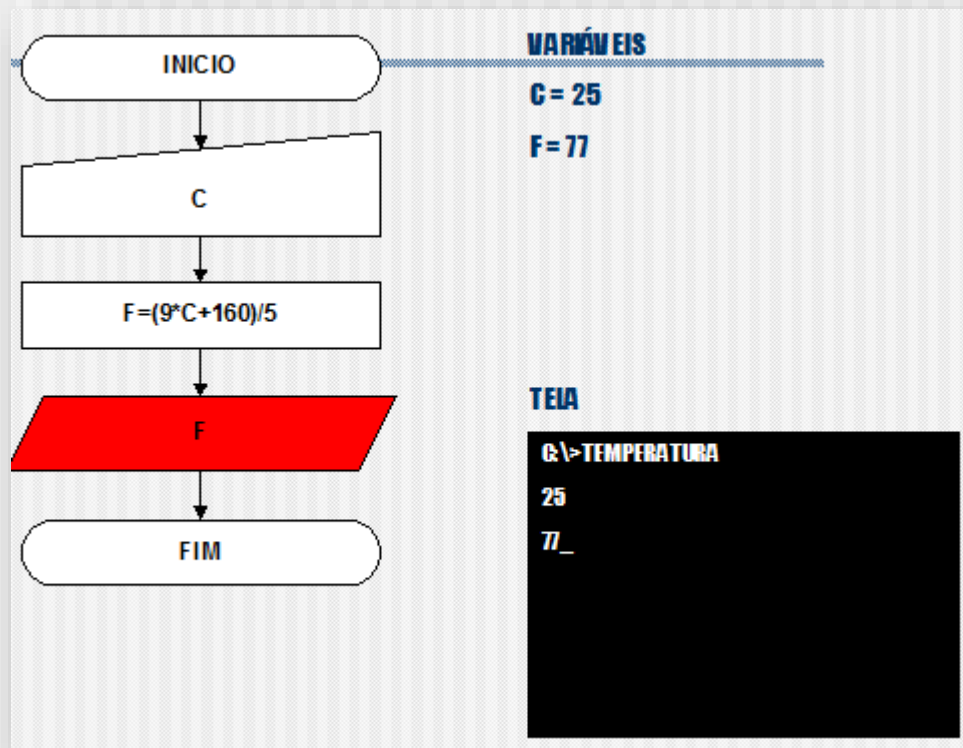 INICIO
C
F=(9*C+160)/5
F
FIM
VARIÁVEIS
C = 25
F = 77
TELA
C:\>TEMPERATURA
25
77_